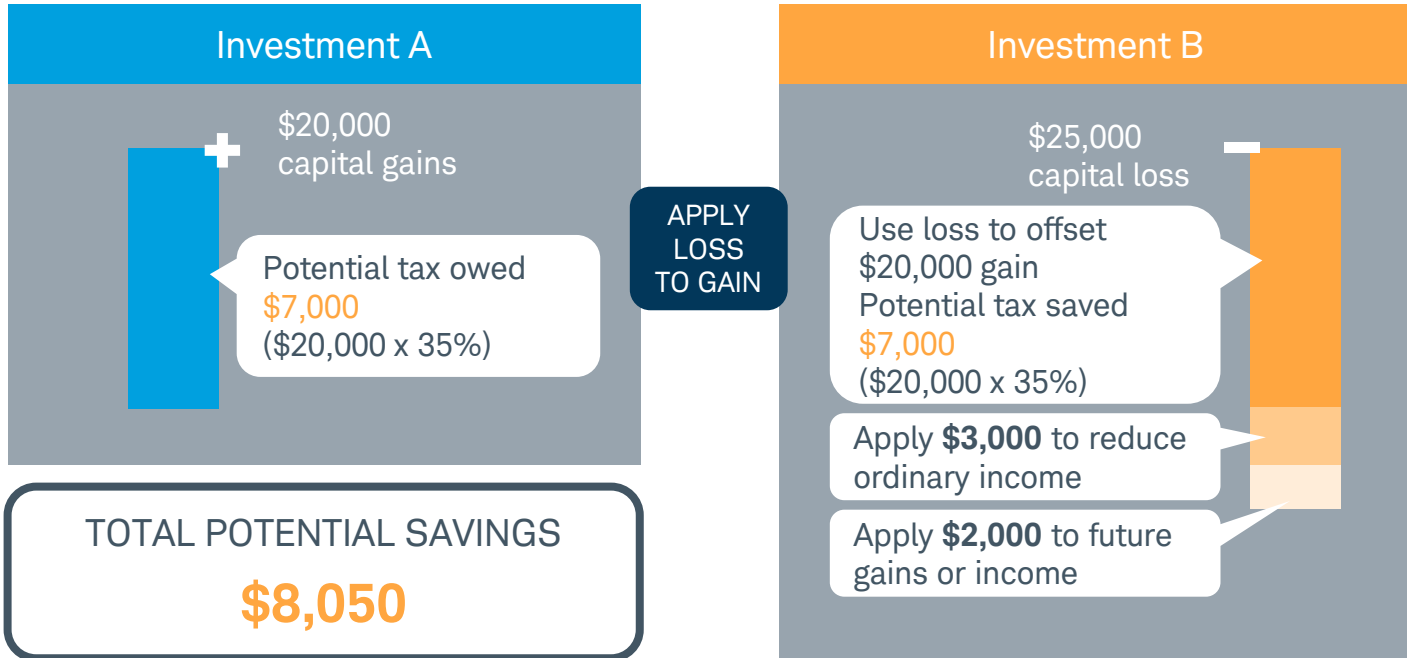 Investment A
$20,000
capital gains
Potential tax owed
$7,000
($20,000 x 35%)
APPLY
LOSS
TO GAIN
Investment B
$25,000
capital loss
Use loss to offset
$20,000 gain
Potential tax saved
$7,000
($20,000 x 35%)
Apply $3,000 to reduce
ordinary income
Apply $2,000 to future
gains or income
TOTAL POTENTIAL SAVINGS
$8,050